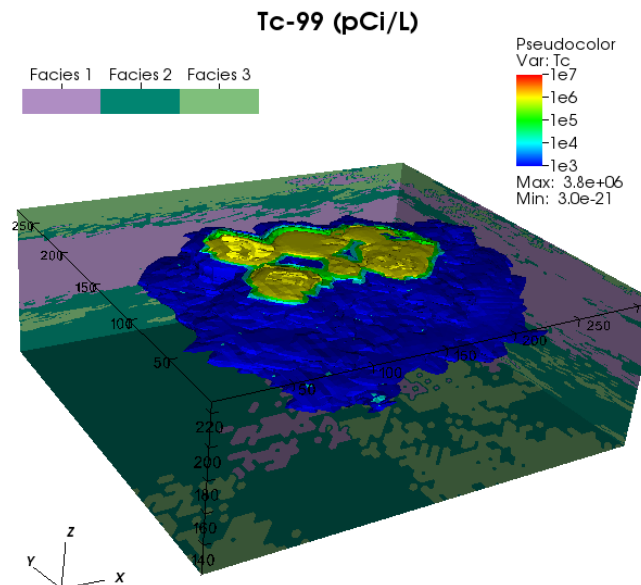 Tc-99 (pCi/L)
Pseudocolor
Var: Tc
Facies 1 Facies 2 Facies 3
1e7
1e6
1e5
1e4
1e3
Max: 3.8e+06
Min: 3.0e-21
250
200
150
100
50
50
100
150
200
250
220
200
180
160
140
Z
Y
X